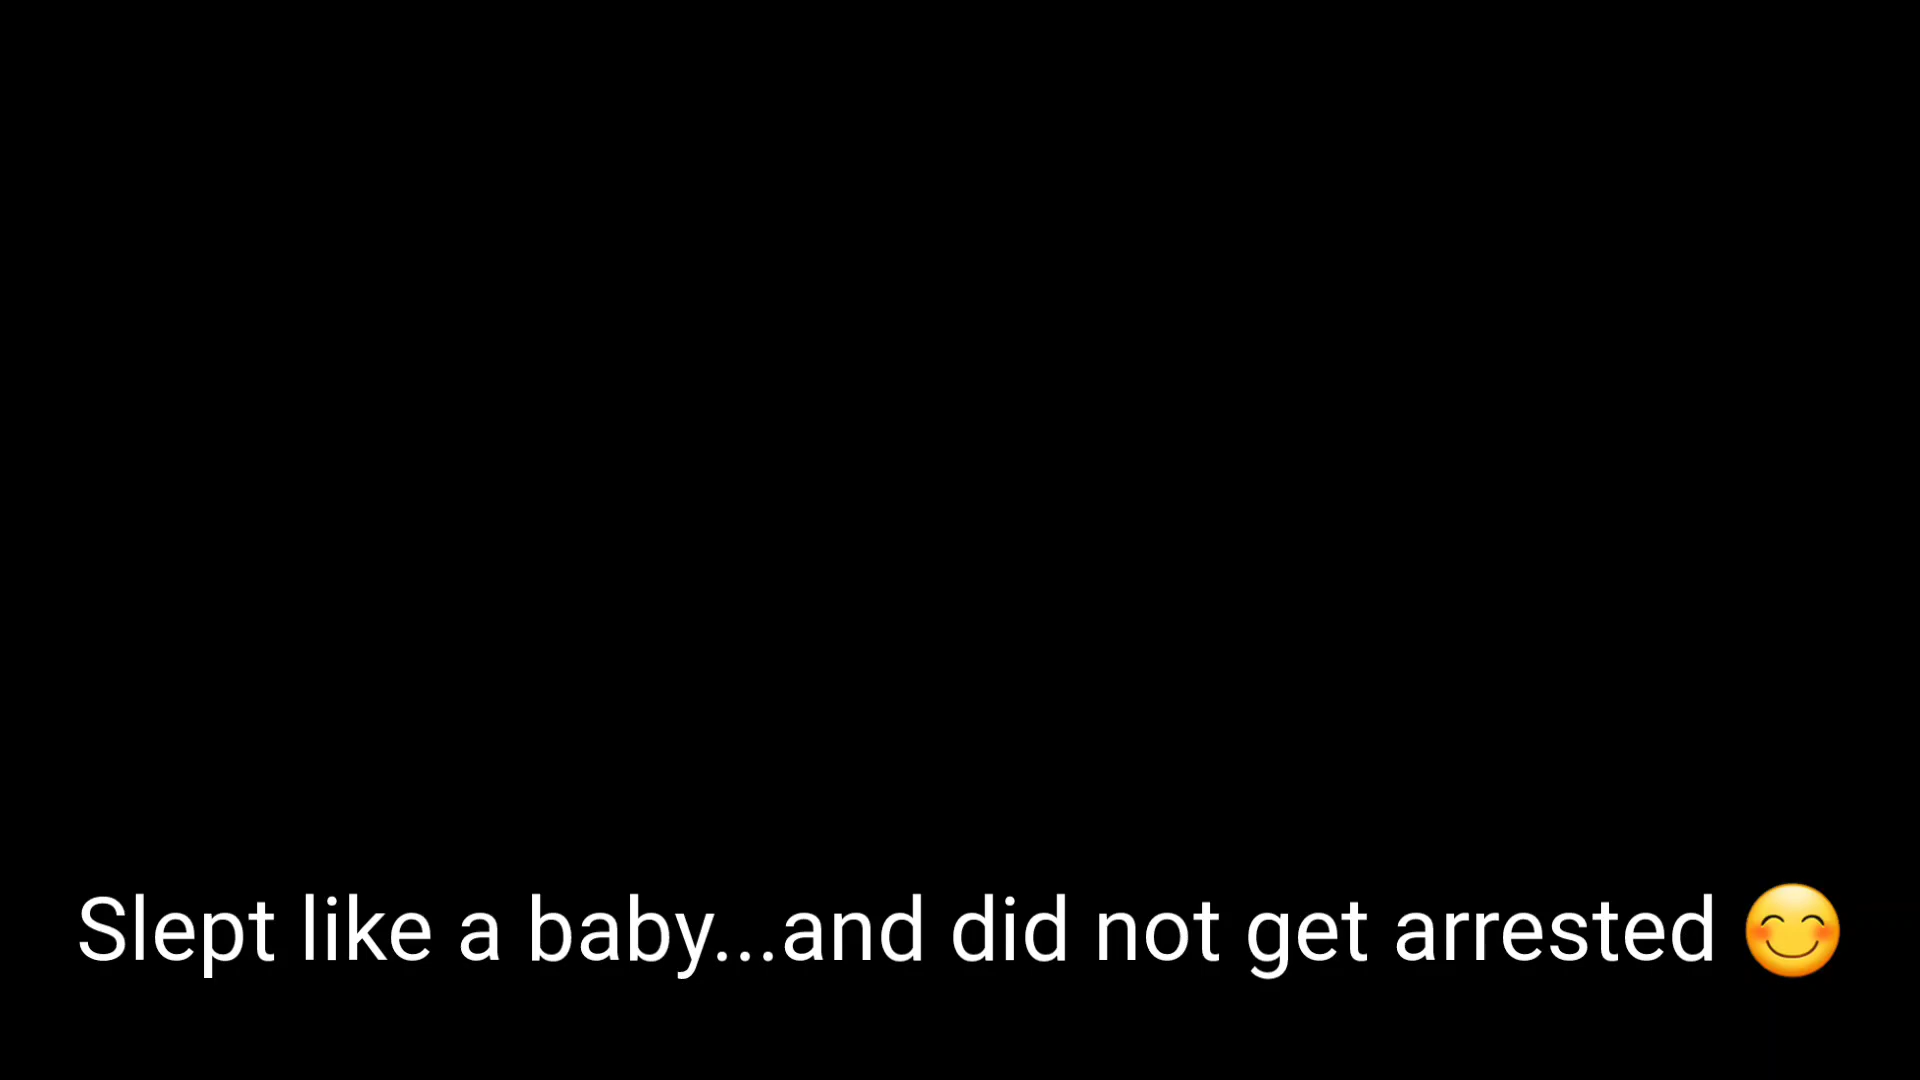 Slept like a baby...and did not get arrested 😊